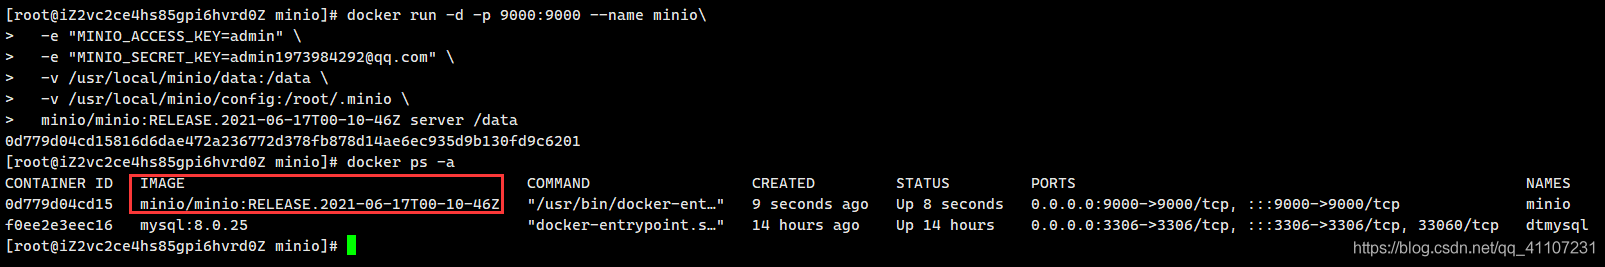 [root@iZ2vc2ce4hs85gpi6hvrd0Z minio]# docker run -d -p 9000:9000 --name minio\
>   -e "MINIO_ACCESS_KEY=admin" \
>   -e "MINIO_SECRET_KEY=admin1973984292@qq.com" \
>   -v /usr/local/minio/data:/data \
>   -v /usr/local/minio/config:/root/.minio \
>   minio/minio:RELEASE.2021-06-17T00-10-46Z server /data
0d779d04cd15816d6dae472a236772d378fb878d14ae6ec935d9b130fd9c6201
[root@iZ2vc2ce4hs85gpi6hvrd0Z minio]# docker ps -a
CONTAINER ID   IMAGE                                      COMMAND                  CREATED         STATUS         PORTS                                                  NAMES
0d779d04cd15   minio/minio:RELEASE.2021-06-17T00-10-46Z   "/usr/bin/docker-ent…"   9 seconds ago   Up 8 seconds   0.0.0.0:9000->9000/tcp, :::9000->9000/tcp              minio
f0ee2e3eec16   mysql:8.0.25                               "docker-entrypoint.s…"   14 hours ago    Up 14 hours    0.0.0.0:3306->3306/tcp, :::3306->3306/tcp, 33060/tcp   dtmysql
[root@iZ2vc2ce4hs85gpi6hvrd0Z minio]#
https://blog.csdn.net/qq_41107231